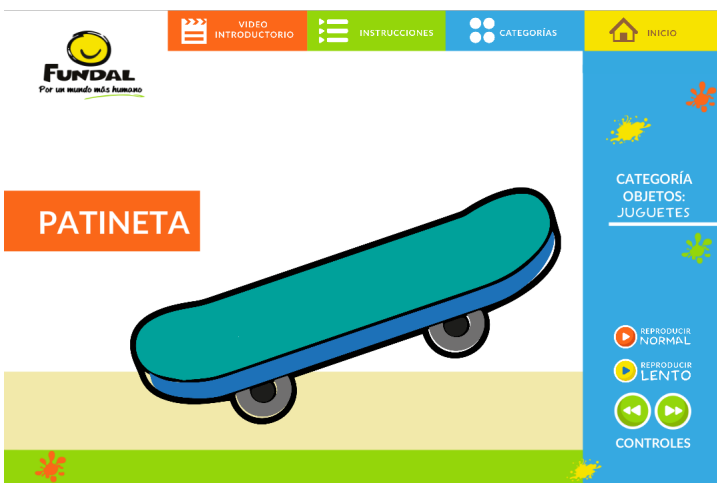 VIDEO
INTRODUCTORIO
INSTRUCCIONES
CATEGORÍAS
INICIO
FUNDAL
Por un mundo más humano
PATINETA
CATEGORÍA
OBJETOS:
JUGUETES
REPRODUCIR
NORMAL
REPRODUCIR
LENTO
CONTROLES